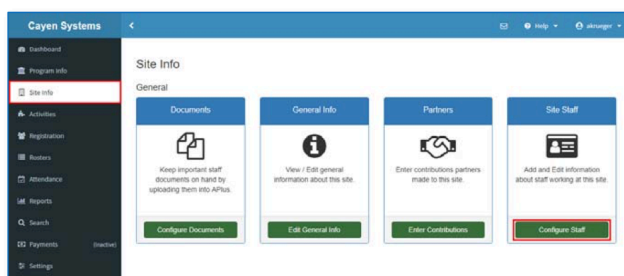 Cayen Systems
Help
akrueger
Dashboard
Program Info
Site Info
Activities
Registration
Rosters
Attendance
Reports
Search
Payments (Inactive)
Settings
Site Info
General
Documents
Keep important staff
documents on hand by
uploading them into APlus.
Configure Documents
General Info
View / Edit general
information about this site.
Edit General Info
Partners
Enter contributions partners
made to this site.
Enter Contributions
Site Staff
Add and Edit information
about staff working at this site.
Configure Staff